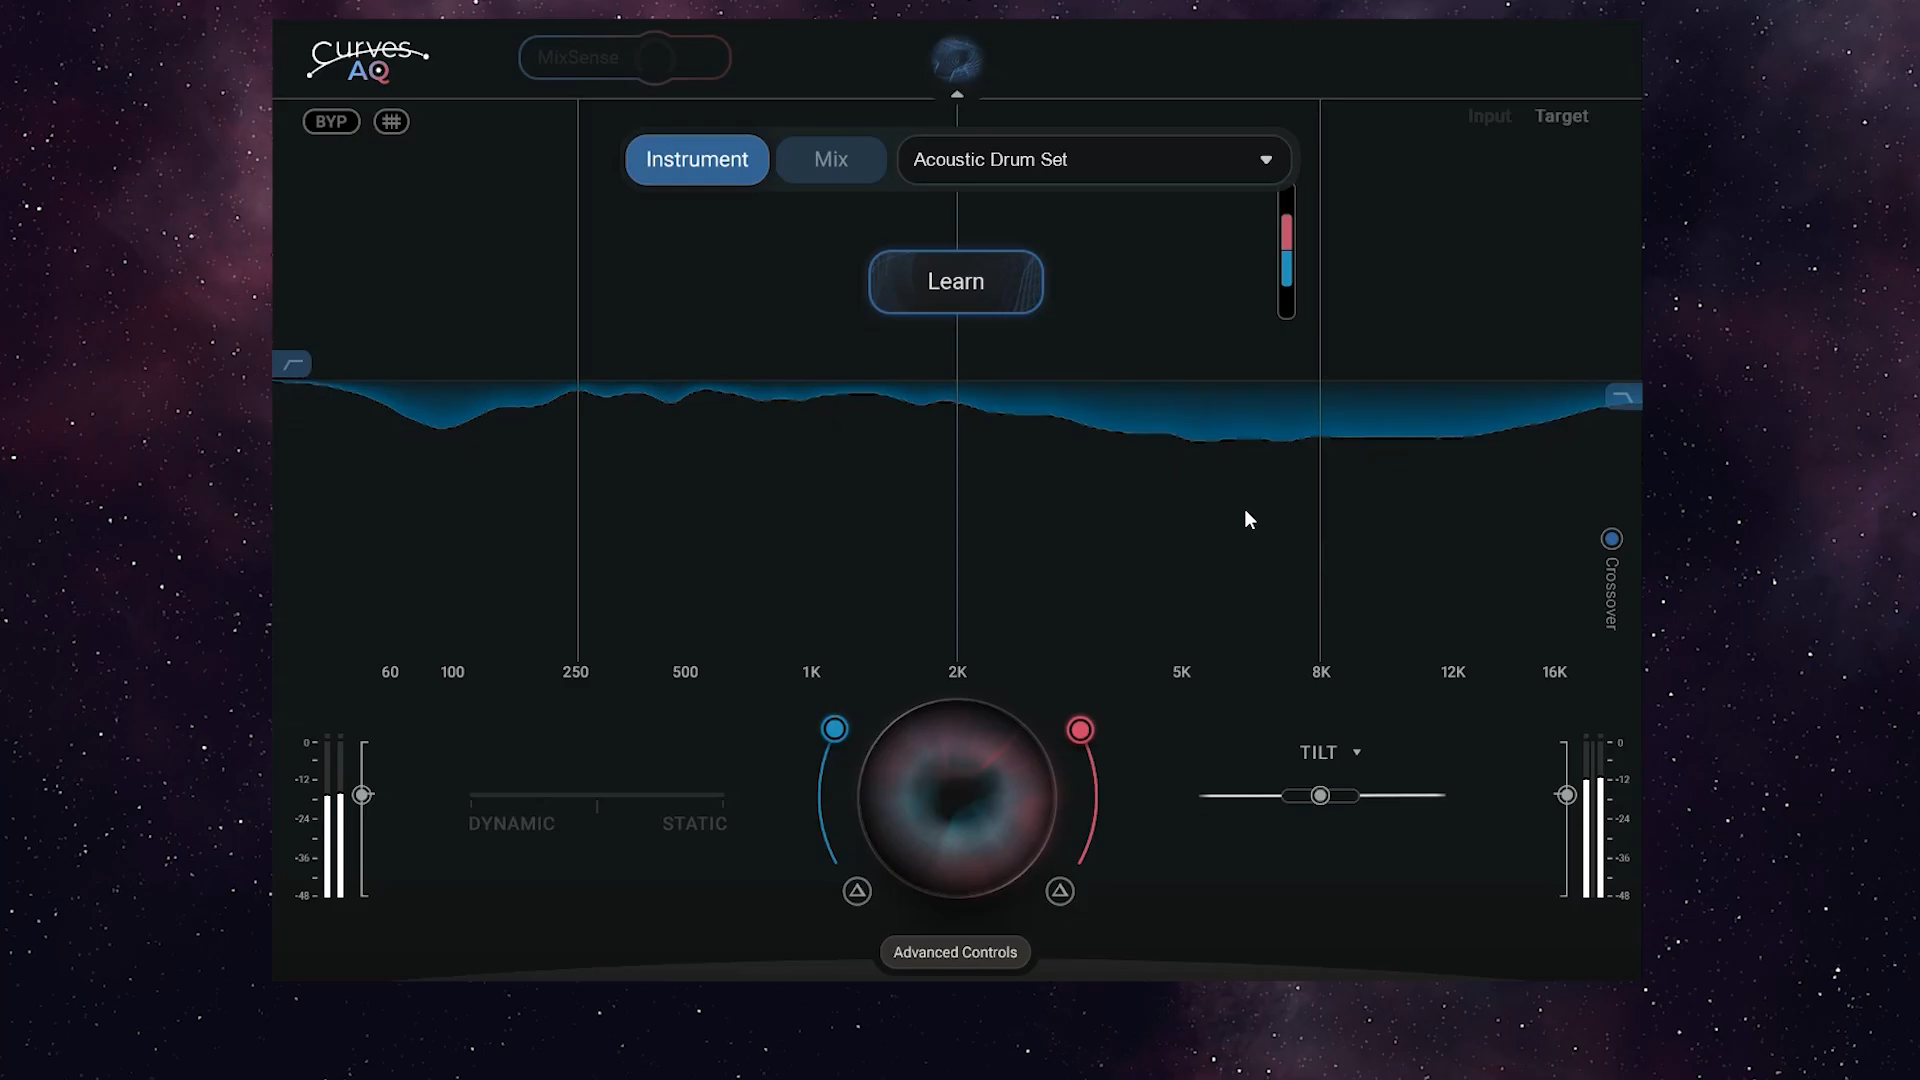 Curves
AQ
MixSense
BYP
Input Target
Instrument Mix Acoustic Drum Set
Learn
Crossover
60 100 250 500 1K 2K 5K 8K 12K 16K
TILT
0
-12
-24
-36
-48
DYNAMIC STATIC
0
-12
-24
-36
-48
Advanced Controls